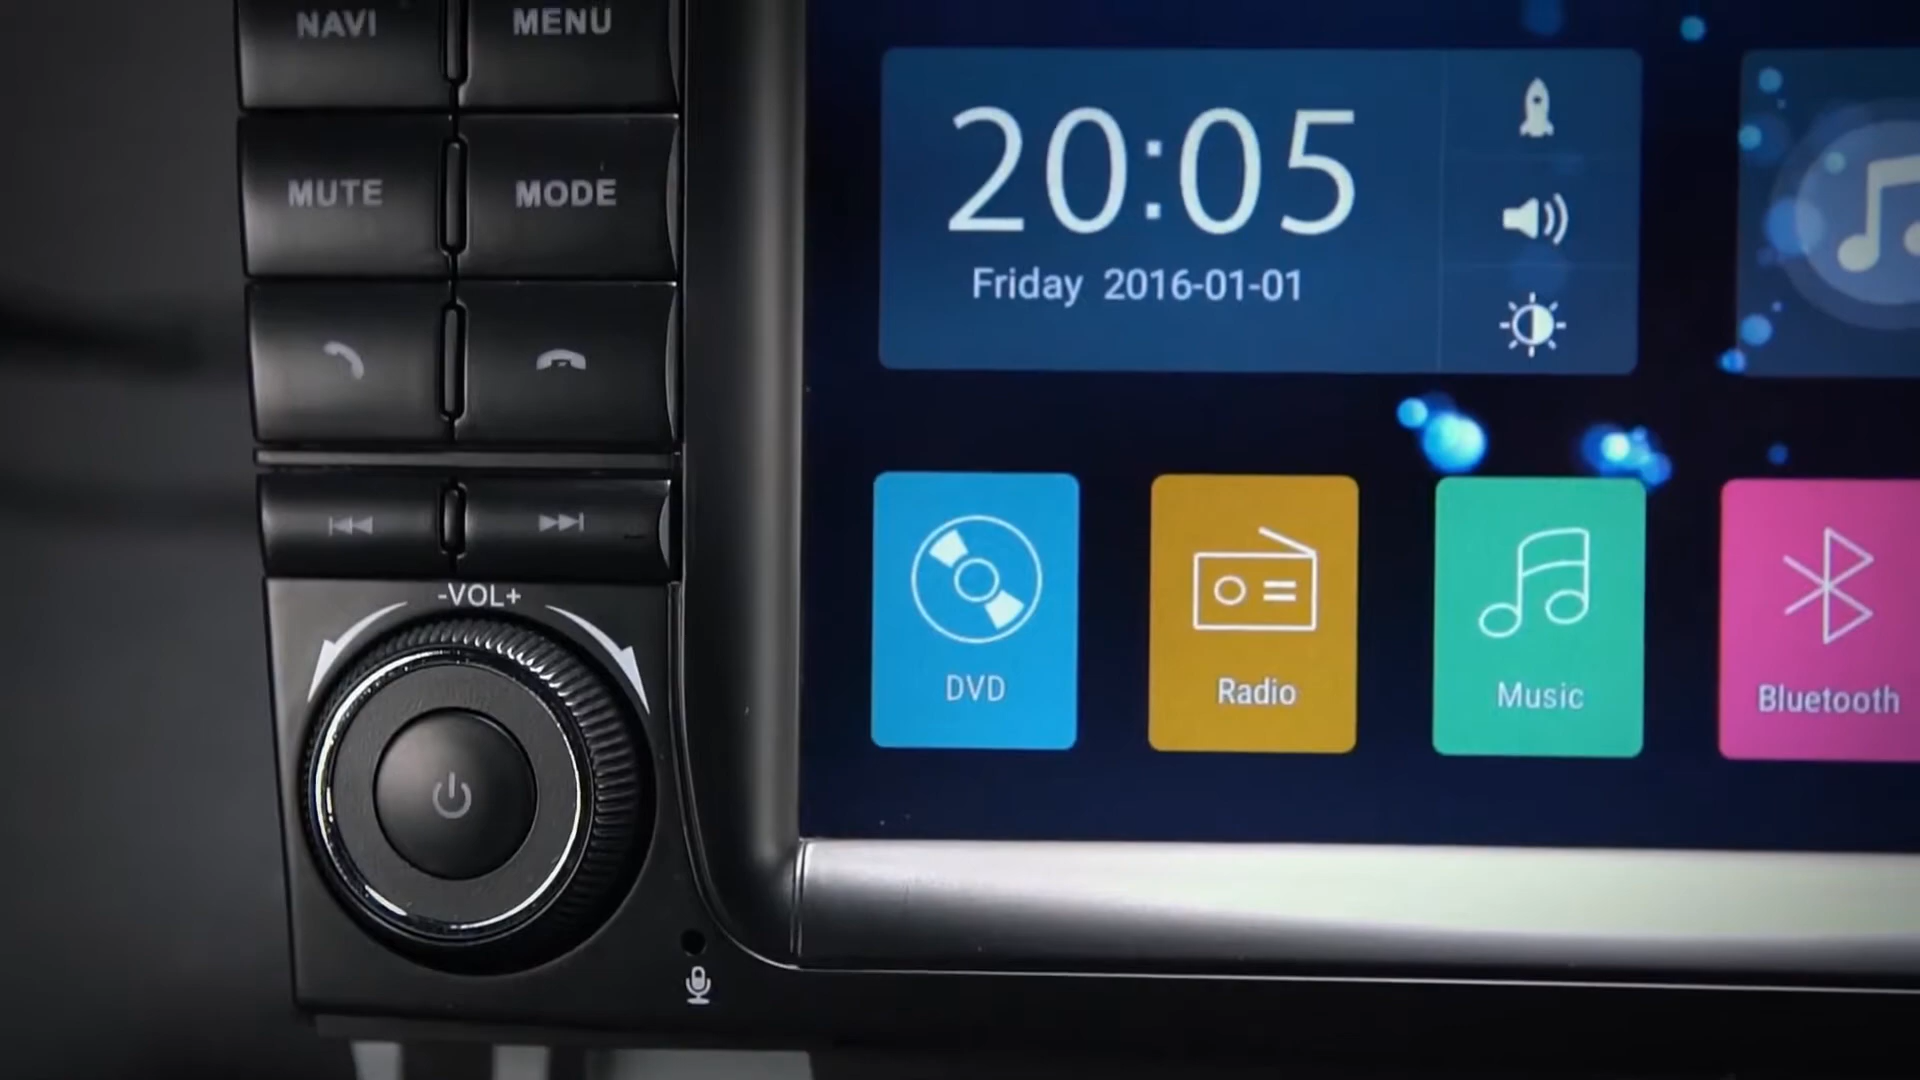 NAVI
MENU
MUTE
MODE
-VOL+
20:05
Friday 2016-01-01
DVD
Radio
Music
Bluetooth